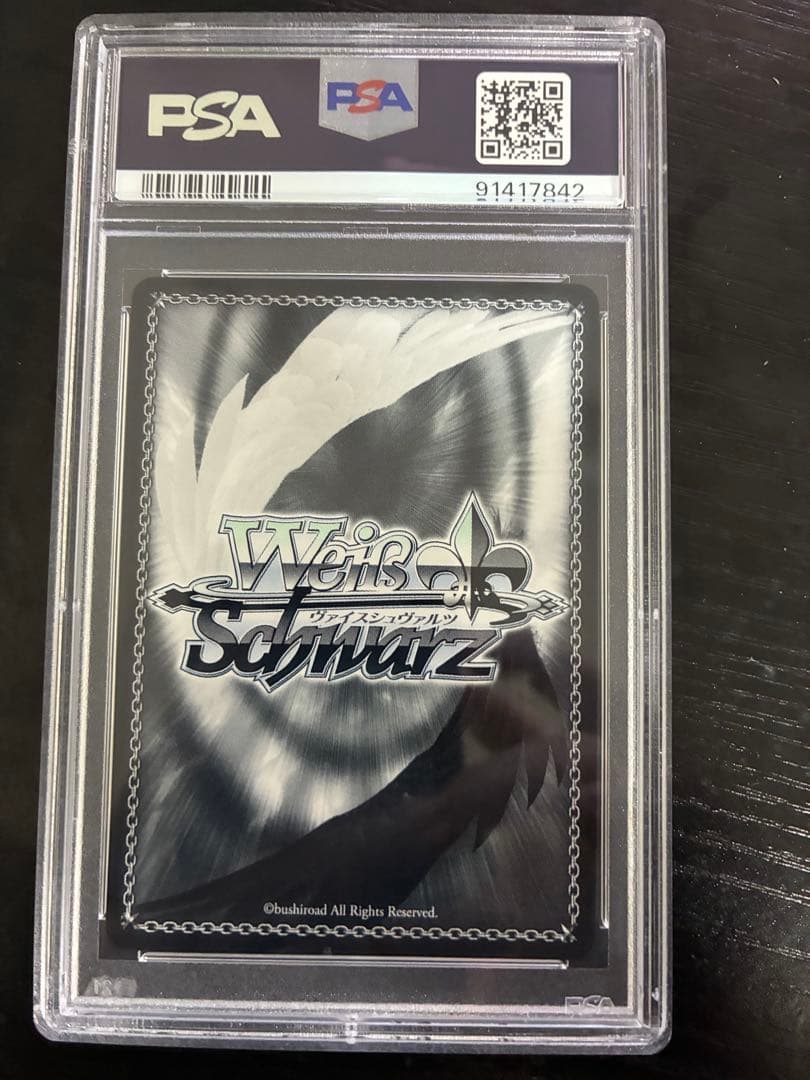 PSA
PSA
91417842
Weiß
ヴァイスシュヴァルツ
Schwarz
©bushiroad All Rights Reserved.
PSA